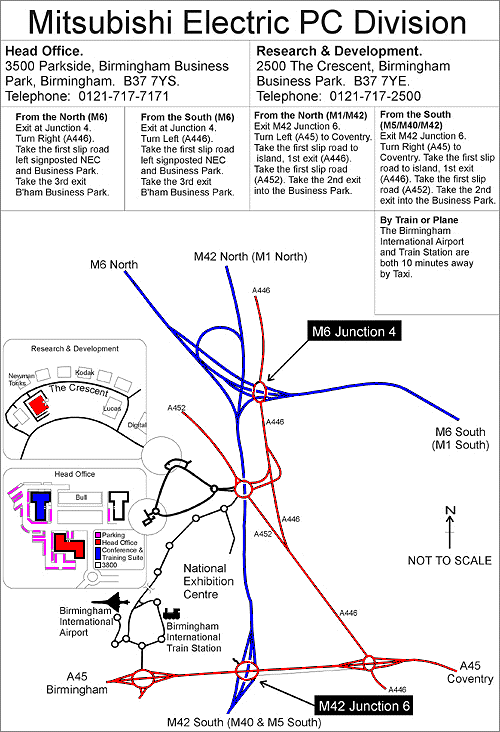 Mitsubishi Electric PC Division
Head Office.
3500 Parkside, Birmingham Business
Park, Birmingham. B37 7YS.
Telephone: 0121-717-7171
Research & Development.
2500 The Crescent, Birmingham
Business Park. B37 7YE.
Telephone: 0121-717-2500
From the North (M6)
Exit at Junction 4.
Turn Right (A446).
Take the first slip road
left signposted NEC
and Business Park.
Take the 3rd exit
B'ham Business Park.
From the South (M6)
Exit at Junction 4.
Turn Left (A446).
Take the first slip road
left signposted NEC
and Business Park.
Take the 3rd exit
B'ham Business Park.
From the North (M1/M42)
Exit M42 Junction 6.
Turn Left (A45) to Coventry.
Take the first slip road to
island, 1st exit (A446).
Take the first slip road
(A452). Take the 2nd exit
into the Business Park.
From the South
(M5/M40/M42)
Exit M42 Junction 6.
Turn Right (A45) to
Coventry. Take the first slip
road to island, 1st exit
(A446). Take the first slip
road (A452). Take the 2nd
exit into the Business Park.
By Train or Plane
The Birmingham
International Airport
and Train Station are
both 10 minutes away
by Taxi.
M42 North (M1 North)
M6 North
A446
M6 Junction 4
Research & Development
Kodak
Newman
Tonks
The Crescent
Lucas
Digital
A452
A446
M6 South
(M1 South)
Head Office
Bull
Parking
Head Office
Conference &
Training Suite
3800
A446
A452
N
NOT TO SCALE
National
Exhibition
Centre
Birmingham
International
Airport
Birmingham
International
Train Station
A446
A45
Birmingham
A45
Coventry
A446
M42 Junction 6
M42 South (M40 & M5 South)